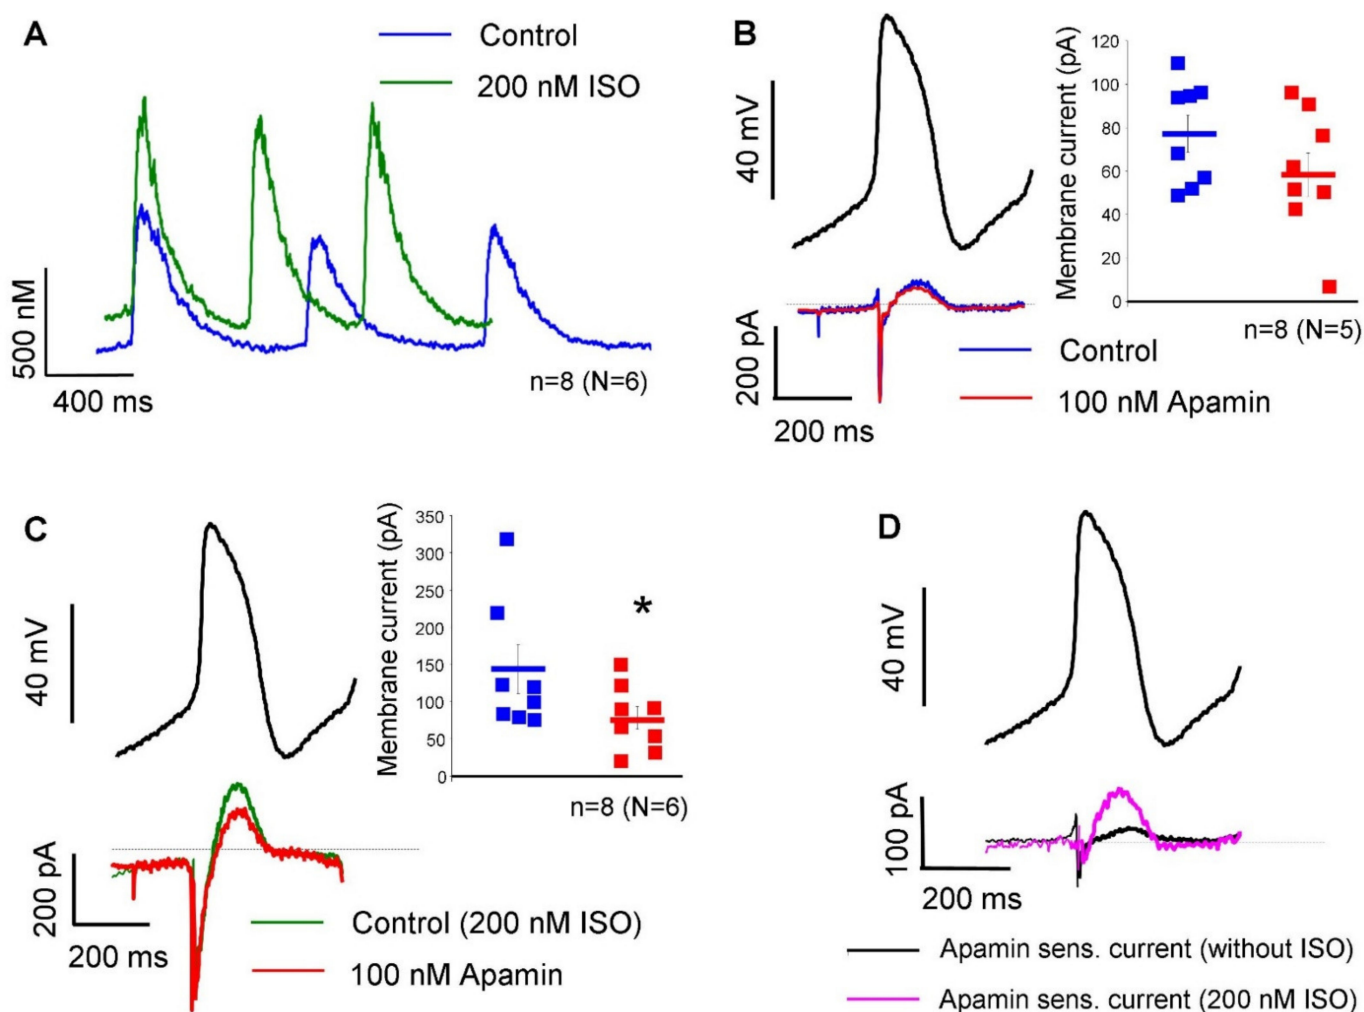 A
Control
200 nM ISO
500 nM
400 ms
n=8 (N=6)
B
40 mV
200 pA
200 ms
Control
100 nM Apamin
Membrane current (pA)
120
100
80
60
40
20
0
n=8 (N=5)
C
40 mV
200 pA
200 ms
Control (200 nM ISO)
100 nM Apamin
Membrane current (pA)
350
300
250
200
150
100
50
0
*
n=8 (N=6)
D
40 mV
100 pA
200 ms
Apamin sens. current (without ISO)
Apamin sens. current (200 nM ISO)